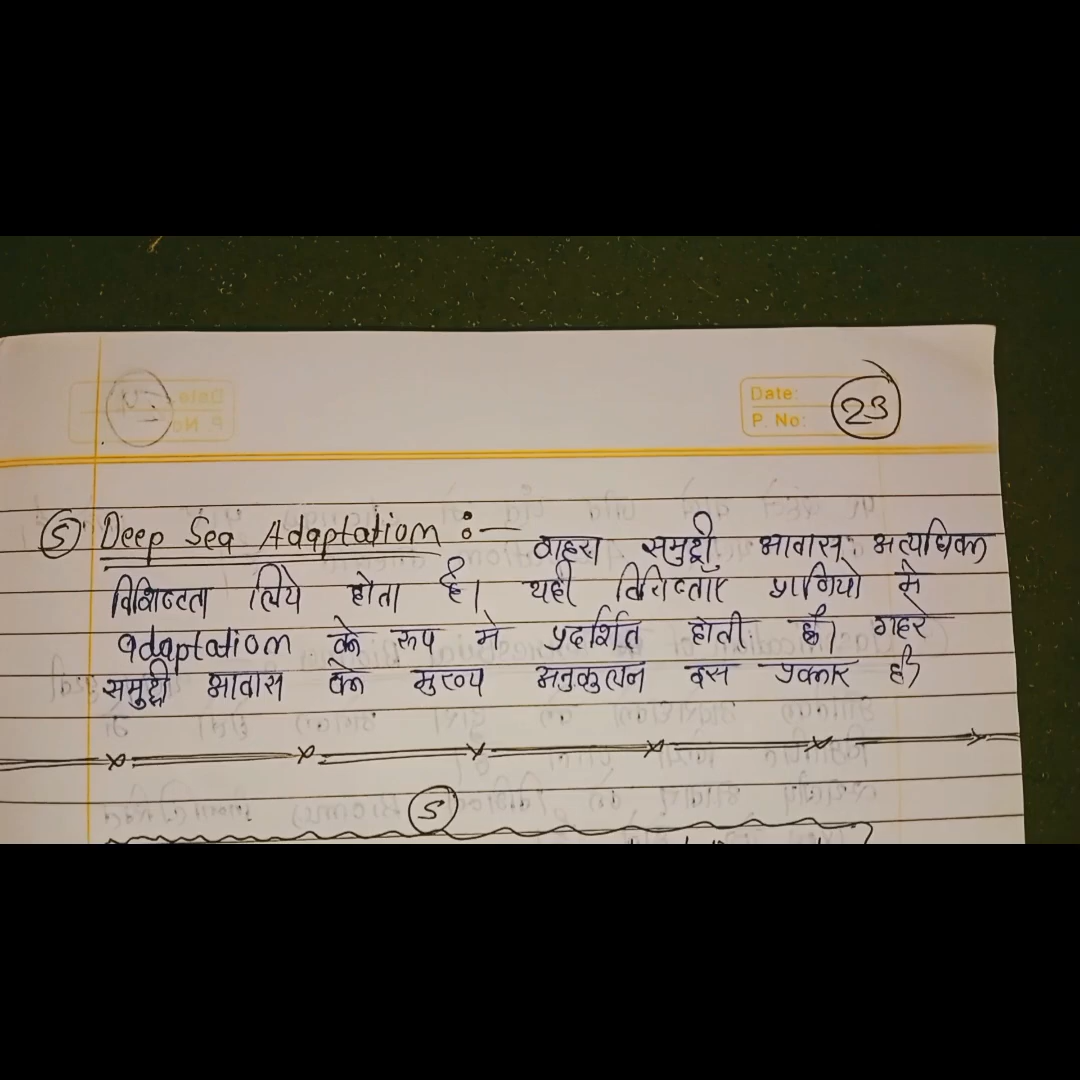 Date:
P. No:
23
5 Deep Sea Adaptation :— गहरा समुद्री आवास अत्यधिक
विशिष्टता लिये होता है। यही विशिष्ताऐं प्राणियो मे
adaptation के रूप मे प्रदर्शित होती है। गहरे
समुद्री आवास के मुख्य अनुकुलन इस प्रकार है
5